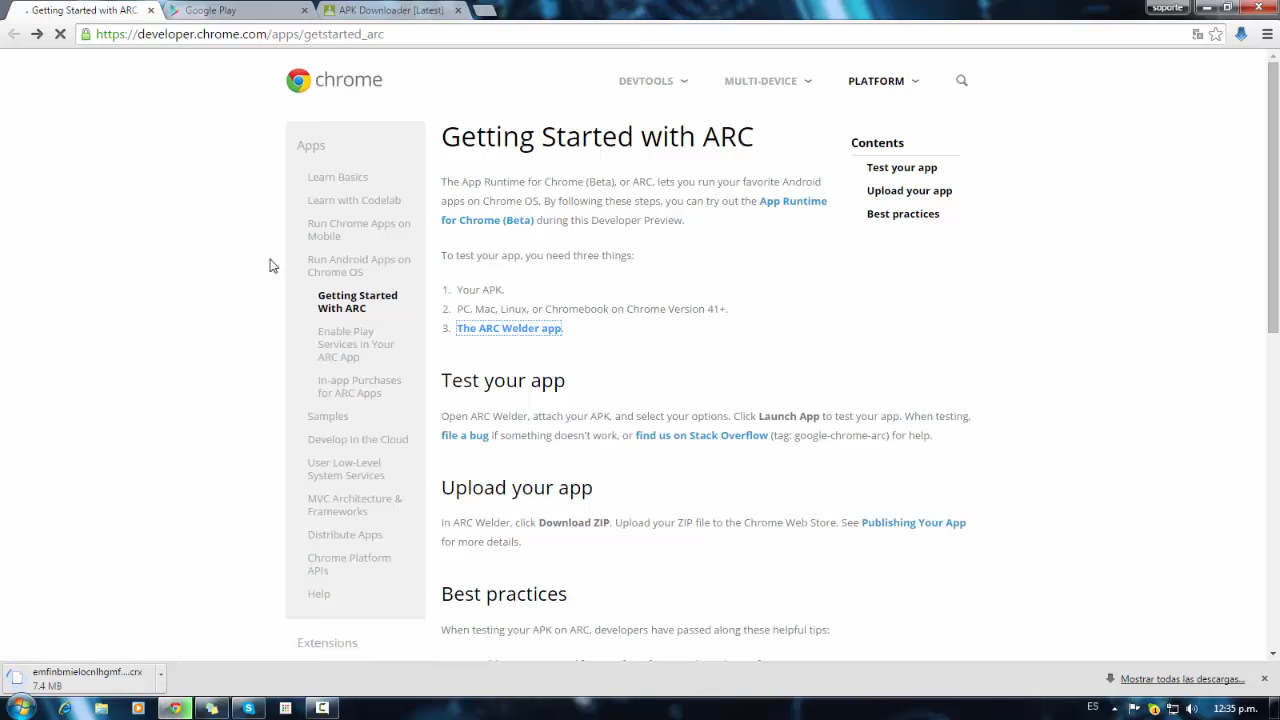 Getting Started with ARC
Google Play
APK Downloader [Latest]
soporte
https://developer.chrome.com/apps/getstarted_arc
chrome
DEVTOOLS
MULTI-DEVICE
PLATFORM
Apps
Learn Basics
Learn with Codelab
Run Chrome Apps on
Mobile
Run Android Apps on
Chrome OS
Getting Started
With ARC
Enable Play
Services in Your
ARC App
In-app Purchases
for ARC Apps
Samples
Develop in the Cloud
User Low-Level
System Services
MVC Architecture &
Frameworks
Distribute Apps
Chrome Platform
APIs
Help
Extensions
Getting Started with ARC
The App Runtime for Chrome (Beta), or ARC, lets you run your favorite Android
apps on Chrome OS. By following these steps, you can try out the App Runtime
for Chrome (Beta) during this Developer Preview.
To test your app, you need three things:
1. Your APK.
2. PC, Mac, Linux, or Chromebook on Chrome Version 41+.
3. The ARC Welder app.
Test your app
Open ARC Welder, attach your APK, and select your options. Click Launch App to test your app. When testing,
file a bug if something doesn't work, or find us on Stack Overflow (tag: google-chrome-arc) for help.
Upload your app
In ARC Welder, click Download ZIP. Upload your ZIP file to the Chrome Web Store. See Publishing Your App
for more details.
Best practices
When testing your APK on ARC, developers have passed along these helpful tips:
Contents
Test your app
Upload your app
Best practices
emfinbmielocnlhgmf....crx
7.4 MB
Mostrar todas las descargas...
ES
12:35 p.m.